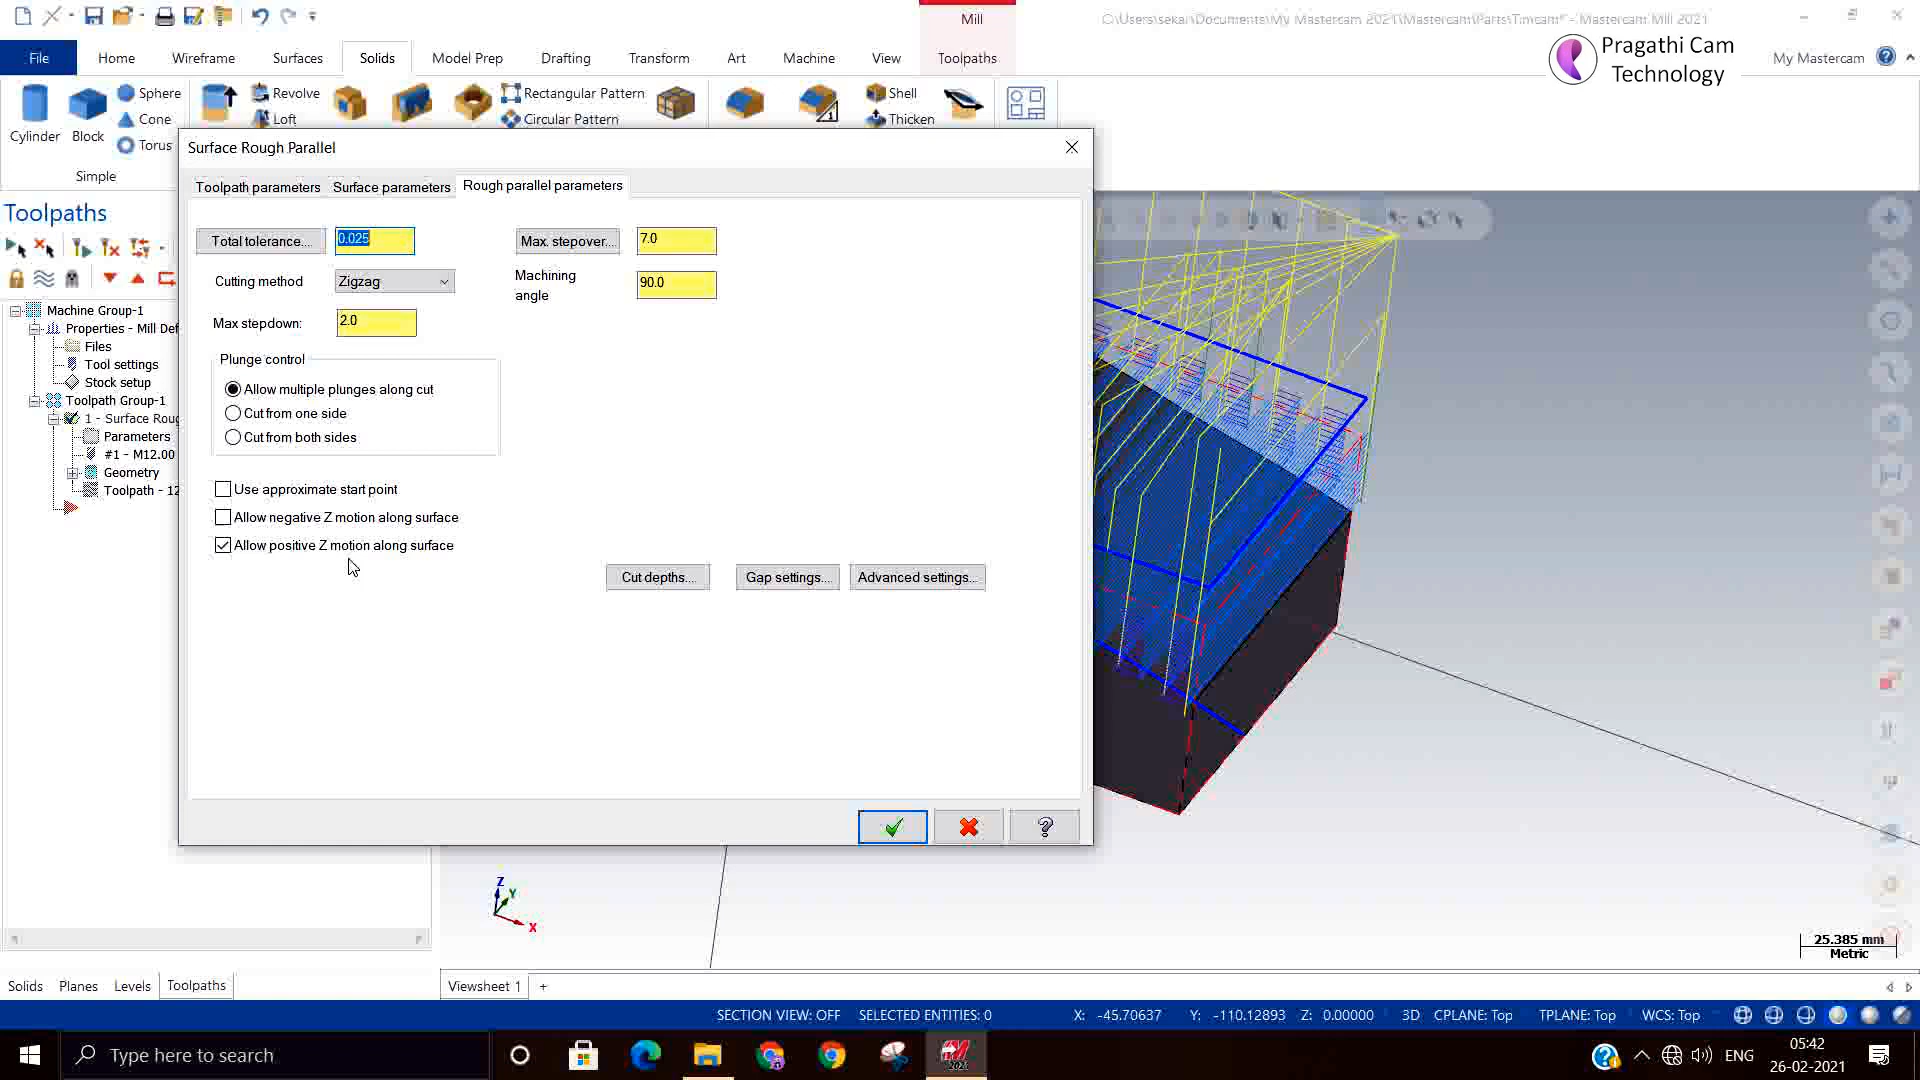 Mill
C:\Users\sekar\Documents\My Mastercam 2021\Mastercam\Parts\Timcam* - Mastercam Mill 2021
File
Home
Wireframe
Surfaces
Solids
Model Prep
Drafting
Transform
Art
Machine
View
Toolpaths
Pragathi Cam
Technology
My Mastercam
Cylinder
Block
Sphere
Cone
Torus
Simple
Revolve
Loft
Rectangular Pattern
Circular Pattern
Shell
Thicken
Surface Rough Parallel
Toolpath parameters
Surface parameters
Rough parallel parameters
Total tolerance....
0.025
Max. stepover....
7.0
Cutting method
Zigzag
Machining
angle
90.0
Max stepdown:
2.0
Plunge control
Allow multiple plunges along cut
Cut from one side
Cut from both sides
Use approximate start point
Allow negative Z motion along surface
Allow positive Z motion along surface
Cut depths....
Gap settings....
Advanced settings...
Toolpaths
Machine Group-1
Properties - Mill Def
Files
Tool settings
Stock setup
Toolpath Group-1
1 - Surface Roug
Parameters
#1 - M12.00
Geometry
Toolpath - 12
Z
Y
X
25.385 mm
Metric
Solids
Planes
Levels
Toolpaths
Viewsheet 1
+
SECTION VIEW: OFF
SELECTED ENTITIES: 0
X: -45.70637
Y: -110.12893
Z: 0.00000
3D
CPLANE: Top
TPLANE: Top
WCS: Top
Type here to search
2021
ENG
05:42
26-02-2021